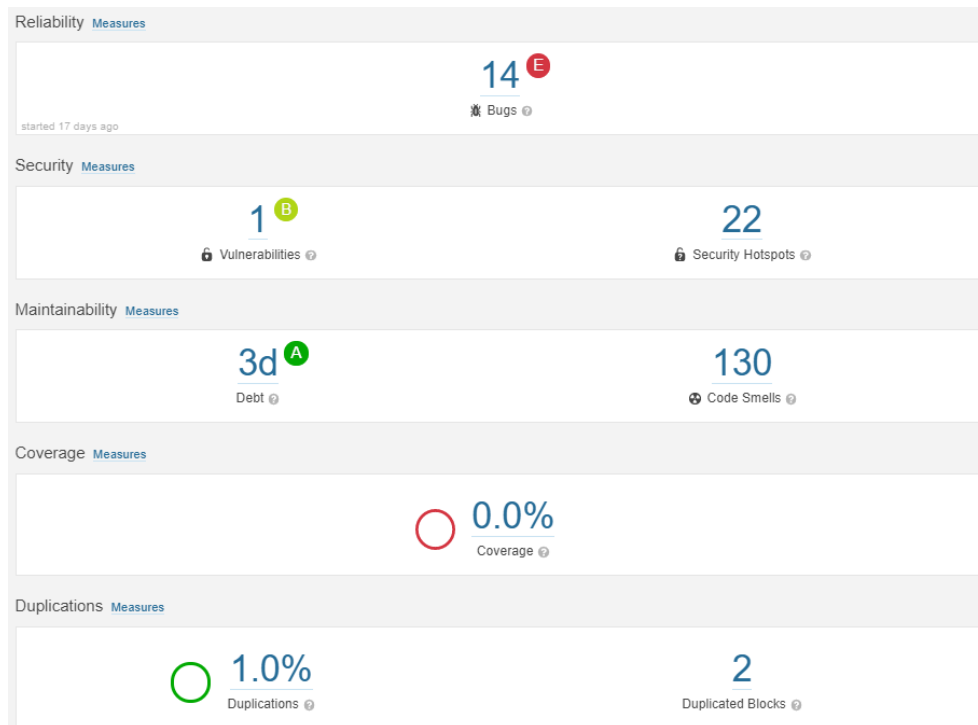 Reliability Measures
14 E
Bugs ?
started 17 days ago
Security Measures
1 B 22
Vulnerabilities ? Security Hotspots ?
Maintainability Measures
3d A 130
Debt ? Code Smells ?
Coverage Measures
0.0%
Coverage ?
Duplications Measures
1.0% 2
Duplications ? Duplicated Blocks ?